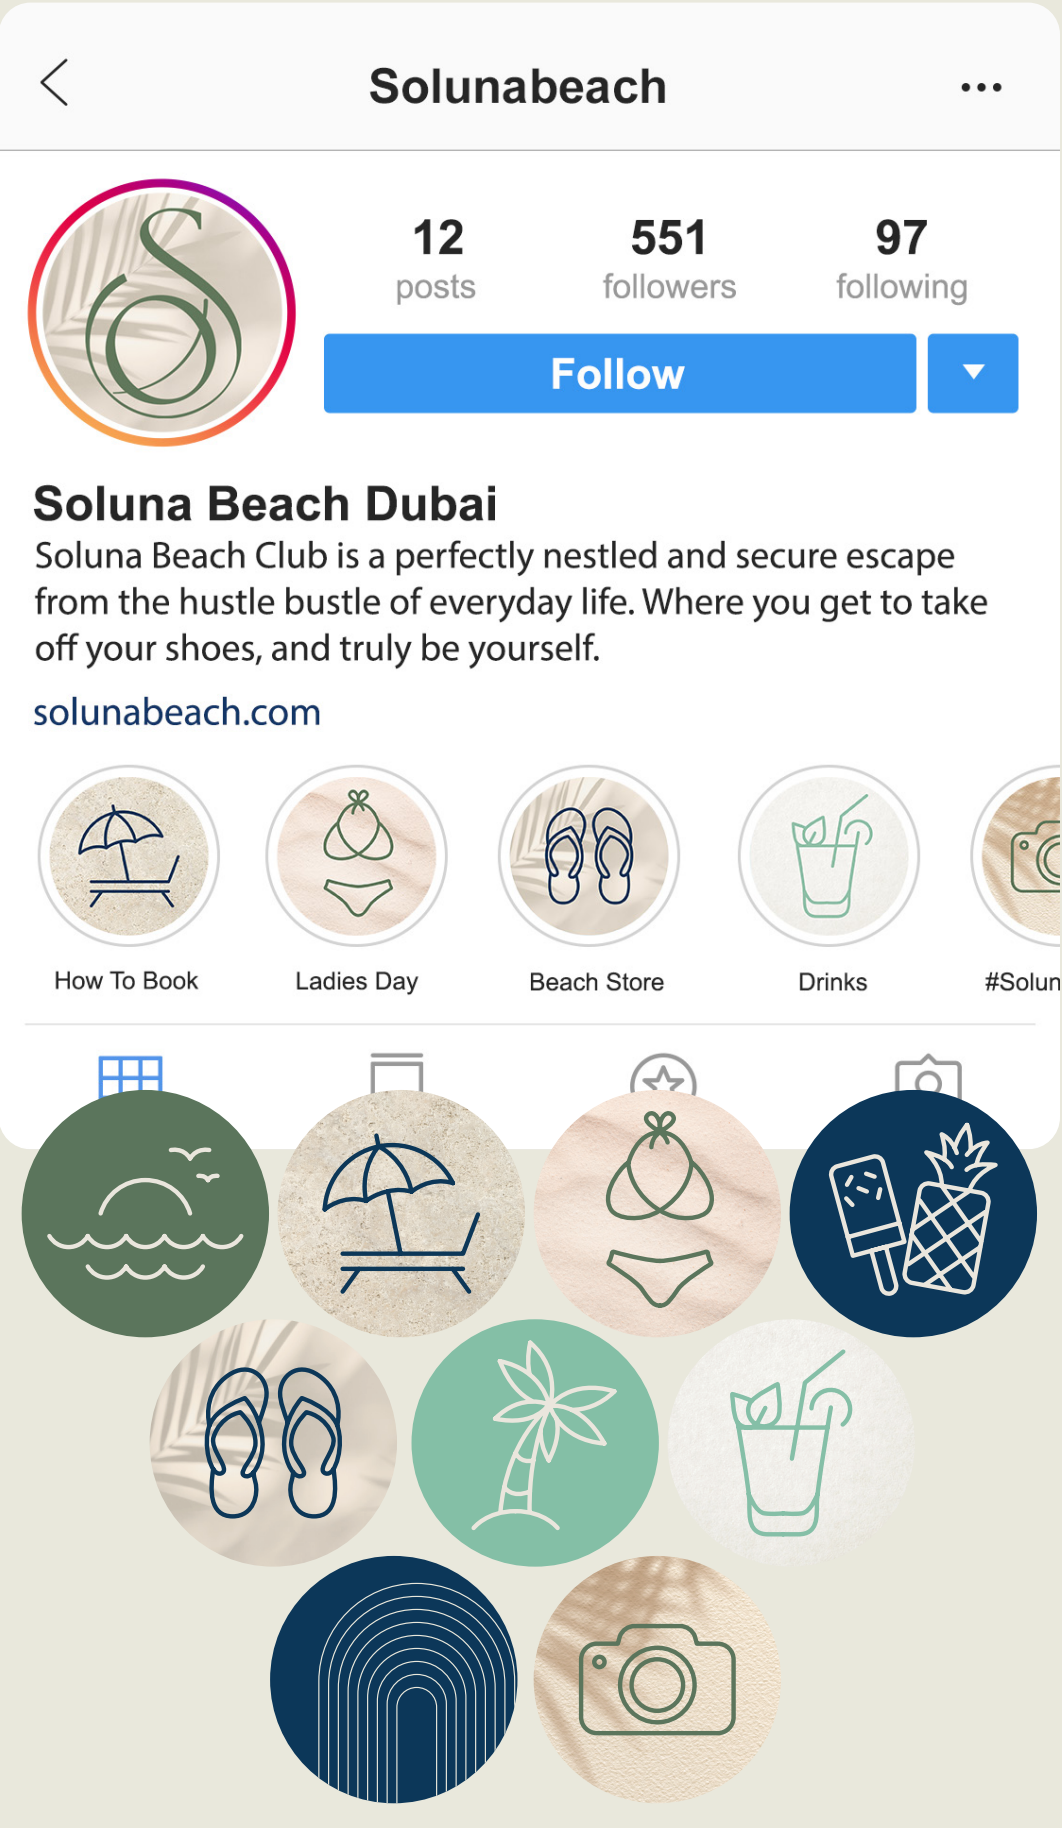 Solunabeach
12 551 97
posts followers following
Follow
Soluna Beach Dubai
Soluna Beach Club is a perfectly nestled and secure escape
from the hustle bustle of everyday life. Where you get to take
off your shoes, and truly be yourself.
solunabeach.com
How To Book Ladies Day Beach Store Drinks #Solun